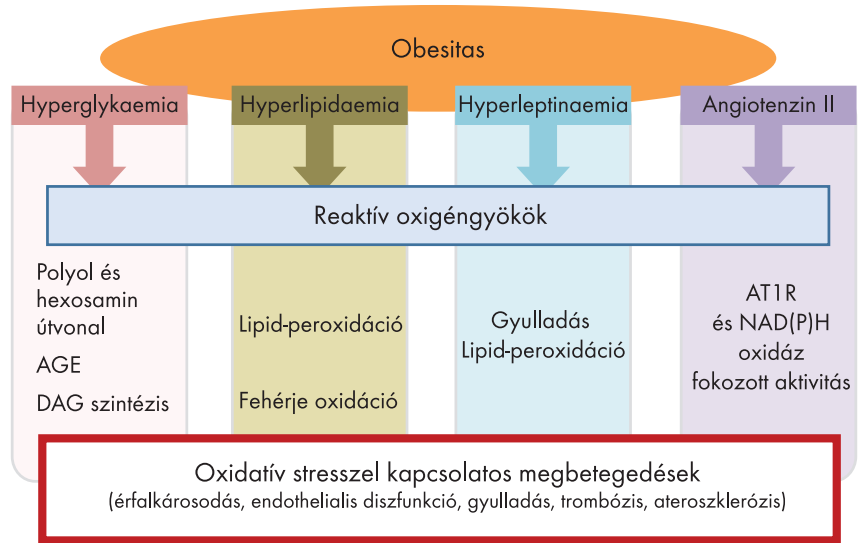 Obesitas
Hyperglykaemia
Hyperlipidaemia
Hyperleptinaemia
Angiotenzin II
Reaktív oxigéngyökök
Polyol és
hexosamin
útvonal
AGE
DAG szintézis
Lipid-peroxidáció
Fehérje oxidáció
Gyulladás
Lipid-peroxidáció
AT1R
és NAD(P)H
oxidáz
fokozott aktivitás
Oxidatív stresszel kapcsolatos megbetegedések
(érfalkárosodás, endothelialis diszfunkció, gyulladás, trombózis, ateroszklerózis)